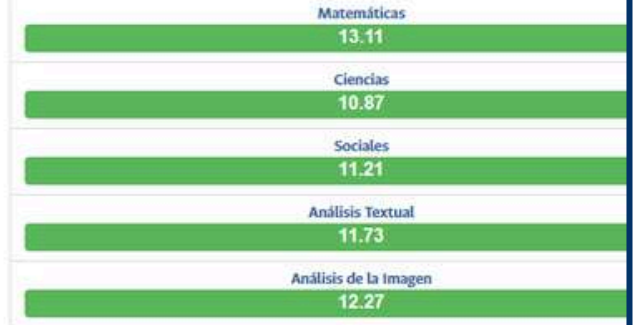 Matemáticas
13.11
Ciencias
10.87
Sociales
11.21
Análisis Textual
11.73
Análisis de la Imagen
12.27